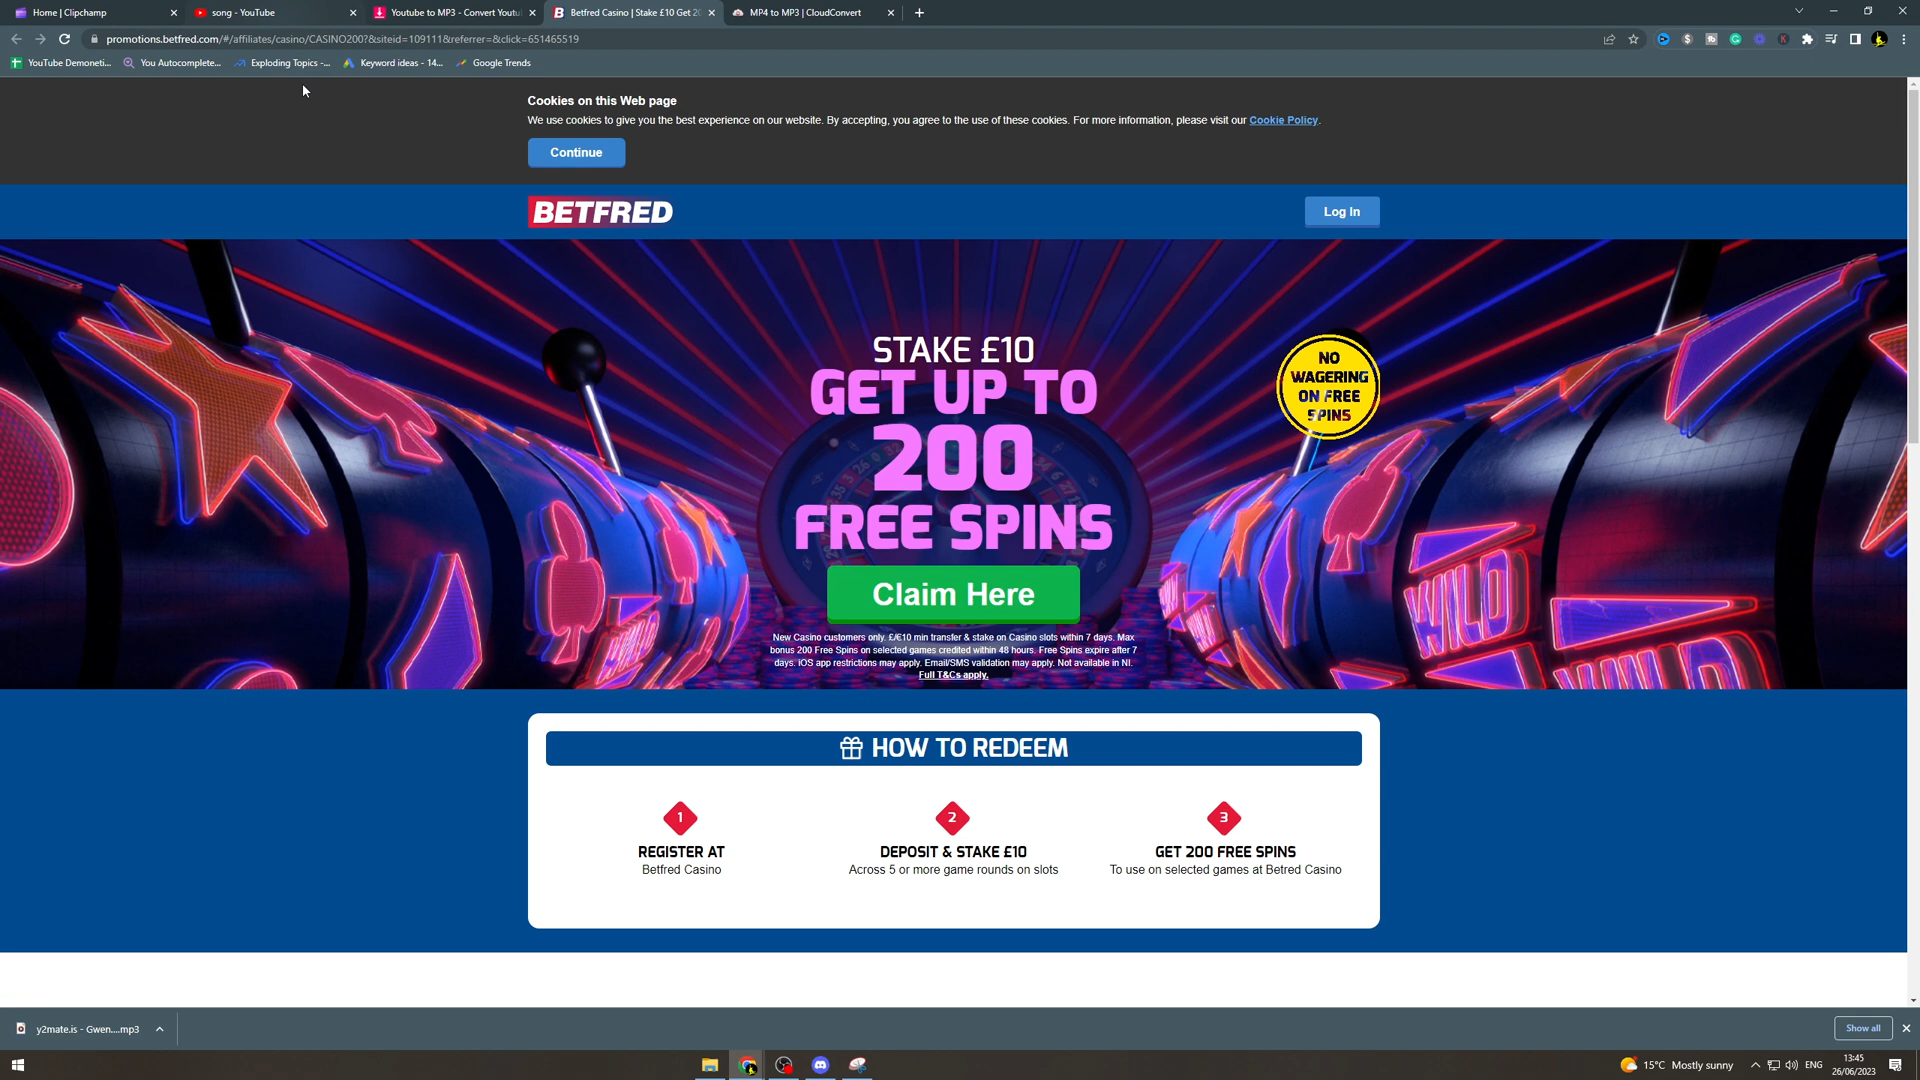 Home | Clipchamp
song - YouTube
Youtube to MP3 - Convert Youtu
Betfred Casino | Stake £10 Get 20
MP4 to MP3 | CloudConvert
promotions.betfred.com/#/affiliates/casino/CASINO200?&siteid=109111&referrer=&click=651465519
YouTube Demoneti...
You Autocomplete...
Exploding Topics -...
Keyword ideas - 14...
Google Trends
Cookies on this Web page
We use cookies to give you the best experience on our website. By accepting, you agree to the use of these cookies. For more information, please visit our Cookie Policy.
Continue
BETFRED
Log In
STAKE £10
GET UP TO
200
FREE SPINS
NO
WAGERING
ON FREE
SPINS
Claim Here
New Casino customers only. £/€10 min transfer & stake on Casino slots within 7 days. Max
bonus 200 Free Spins on selected games credited within 48 hours. Free Spins expire after 7
days. iOS app restrictions may apply. Email/SMS validation may apply. Not available in NI.
Full T&Cs apply.
WILD
WILD
HOW TO REDEEM
1
REGISTER AT
Betfred Casino
2
DEPOSIT & STAKE £10
Across 5 or more game rounds on slots
3
GET 200 FREE SPINS
To use on selected games at Betred Casino
y2mate.is - Gwen....mp3
Show all
15°C Mostly sunny
ENG
13:45
26/06/2023